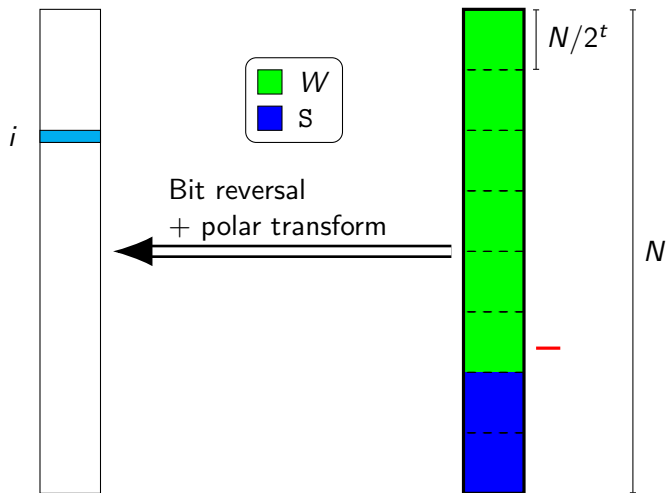 N/2^t
W
S
i
Bit reversal
+ polar transform
N